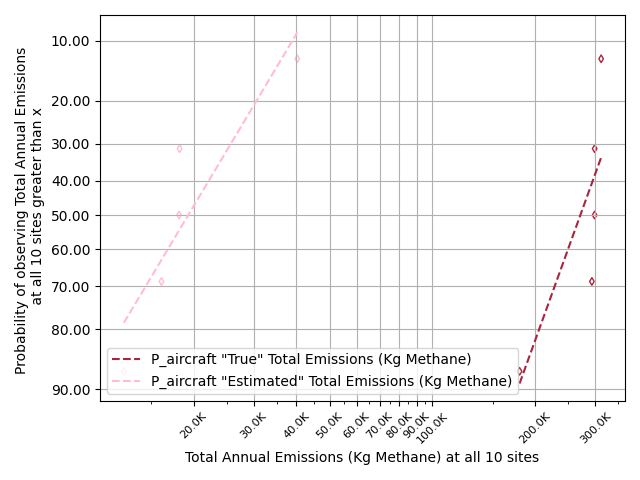 Probability of observing Total Annual Emissions
at all 10 sites greater than x
10.00
20.00
30.00
40.00
50.00
60.00
70.00
80.00
90.00
P_aircraft "True" Total Emissions (Kg Methane)
P_aircraft "Estimated" Total Emissions (Kg Methane)
20.0K
30.0K
40.0K
50.0K
60.0K
70.0K
80.0K
90.0K
100.0K
200.0K
300.0K
Total Annual Emissions (Kg Methane) at all 10 sites